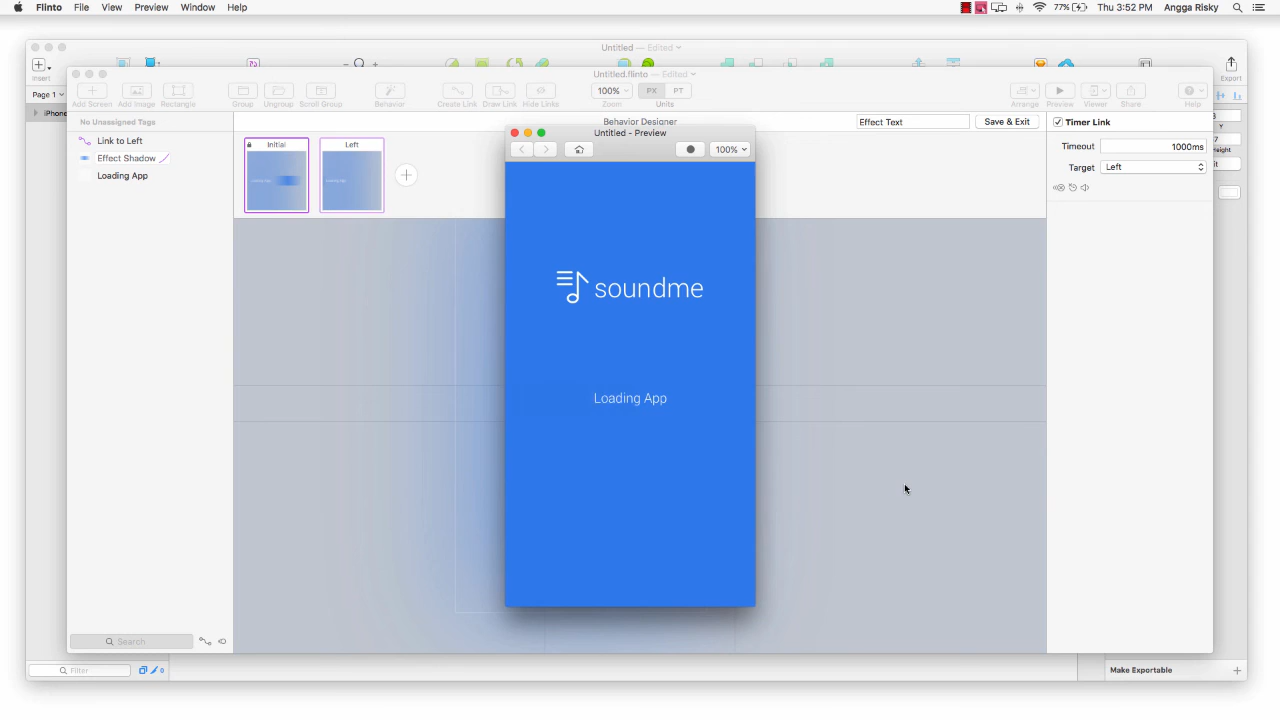 Flinto File Edit View Preview Window Help 77% Thu 3:52 PM Angga Risky
Untitled — Edited
Insert
Export
Page 1
iPhone
Untitled.flinto — Edited
Add Screen Add Image Rectangle Group Ungroup Scroll Group Behavior Create Link Draw Link Hide Links 100% Zoom PX PT Units Arrange Preview Viewer Share Help
No Unassigned Tags
Link to Left
Effect Shadow
Loading App
Behavior Designer
Effect Text
Save & Exit
Initial
Left
Timer Link
Timeout 1000ms
Target Left
Y
Untitled - Preview
100%
soundme
Loading App
Search
Filter
0
Make Exportable